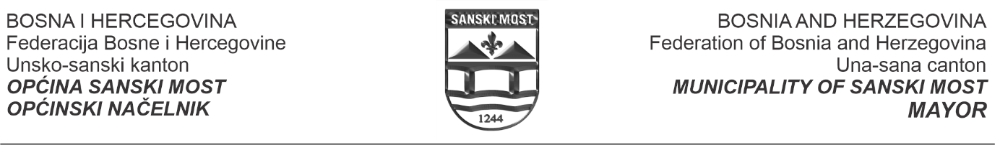 BOSNA I HERCEGOVINA
Federacija Bosne i Hercegovine
Unsko-sanski kanton
OPĆINA SANSKI MOST
OPĆINSKI NAČELNIK
SANSKI MOST
1244
BOSNIA AND HERZEGOVINA
Federation of Bosnia and Herzegovina
Una-sana canton
MUNICIPALITY OF SANSKI MOST
MAYOR